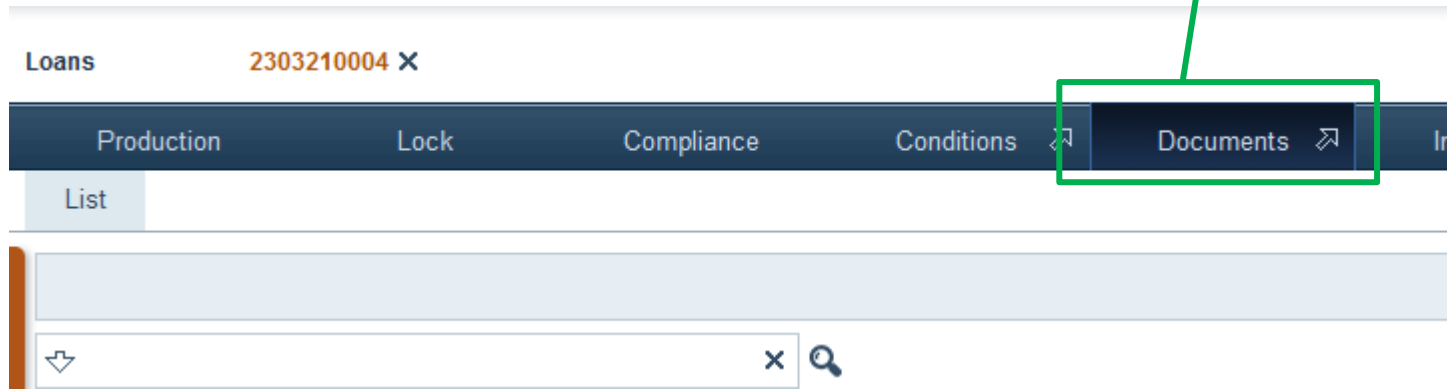 Loans 2303210004
Production Lock Compliance Conditions Documents
List